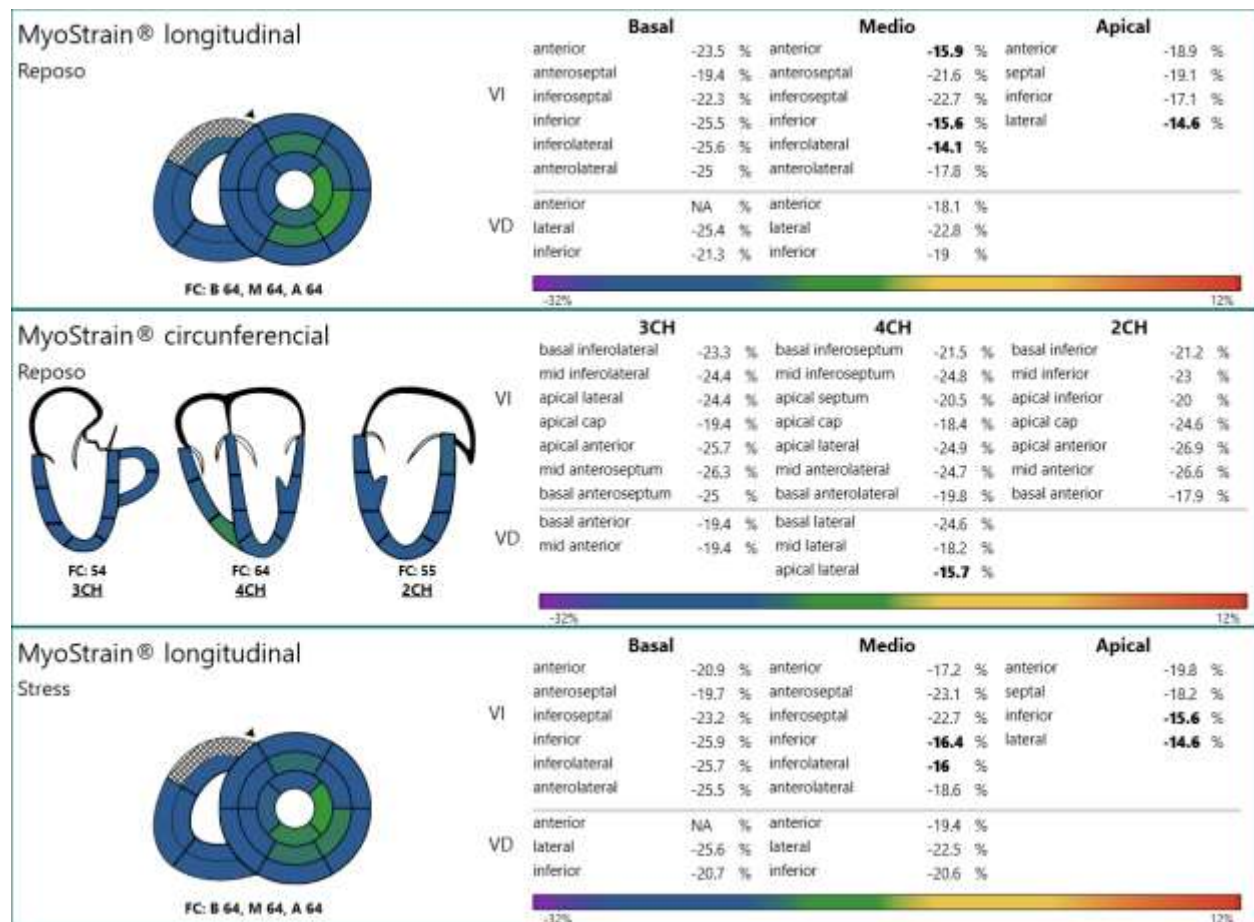 MyoStrain® longitudinal
Reposo
FC: B 64, M 64, A 64
Basal Medio Apical
VI
anterior -23.5 % anterior -15.9 % anterior -18.9 %
anteroseptal -19.4 % anteroseptal -21.6 % septal -19.1 %
inferoseptal -22.3 % inferoseptal -22.7 % inferior -17.1 %
inferior -25.5 % inferior -15.6 % lateral -14.6 %
inferolateral -25.6 % inferolateral -14.1 %
anterolateral -25 % anterolateral -17.8 %
VD
anterior NA % anterior -18.1 %
lateral -25.4 % lateral -22.8 %
inferior -21.3 % inferior -19 %
-32% 12%
MyoStrain® circunferencial
Reposo
FC: 54 FC: 64 FC: 55
3CH 4CH 2CH
3CH 4CH 2CH
VI
basal inferolateral -23.3 % basal inferoseptum -21.5 % basal inferior -21.2 %
mid inferolateral -24.4 % mid inferoseptum -24.8 % mid inferior -23 %
apical lateral -24.4 % apical septum -20.5 % apical inferior -20 %
apical cap -19.4 % apical cap -18.4 % apical cap -24.6 %
apical anterior -25.7 % apical lateral -24.9 % apical anterior -26.9 %
mid anteroseptum -26.3 % mid anterolateral -24.7 % mid anterior -26.6 %
basal anteroseptum -25 % basal anterolateral -19.8 % basal anterior -17.9 %
VD
basal anterior -19.4 % basal lateral -24.6 %
mid anterior -19.4 % mid lateral -18.2 %
apical lateral -15.7 %
-32% 12%
MyoStrain® longitudinal
Stress
FC: B 64, M 64, A 64
Basal Medio Apical
VI
anterior -20.9 % anterior -17.2 % anterior -19.8 %
anteroseptal -19.7 % anteroseptal -23.1 % septal -18.2 %
inferoseptal -23.2 % inferoseptal -22.7 % inferior -15.6 %
inferior -25.9 % inferior -16.4 % lateral -14.6 %
inferolateral -25.7 % inferolateral -16 %
anterolateral -25.5 % anterolateral -18.6 %
VD
anterior NA % anterior -19.4 %
lateral -25.6 % lateral -22.5 %
inferior -20.7 % inferior -20.6 %
-32% 12%